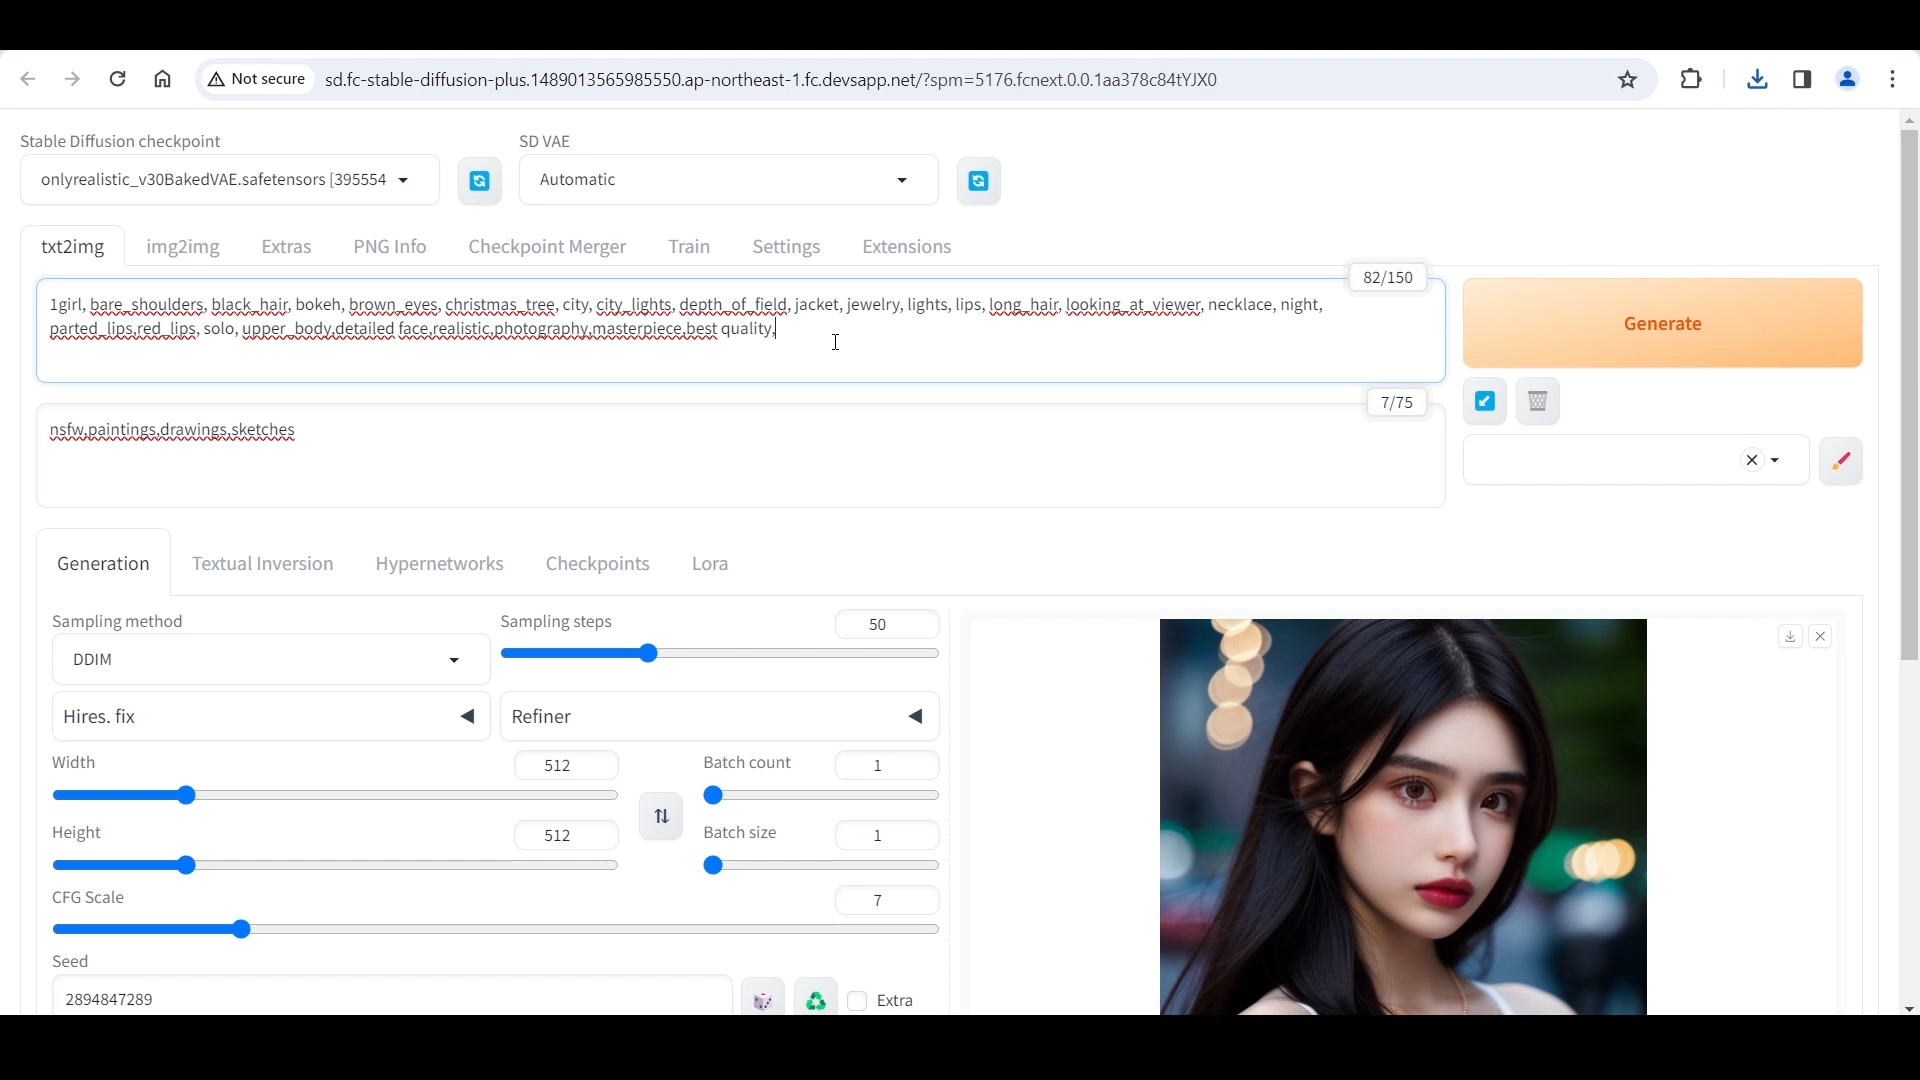 Not secure
sd.fc-stable-diffusion-plus.1489013565985550.ap-northeast-1.fc.devsapp.net/?spm=5176.fcnext.0.0.1aa378c84tYJX0
Stable Diffusion checkpoint
SD VAE
onlyrealistic_v30BakedVAE.safetensors [395554
Automatic
txt2img
img2img
Extras
PNG Info
Checkpoint Merger
Train
Settings
Extensions
82/150
1girl, bare_shoulders, black_hair, bokeh, brown_eyes, christmas_tree, city, city_lights, depth_of_field, jacket, jewelry, lights, lips, long_hair, looking_at_viewer, necklace, night,
parted_lips,red_lips, solo, upper_body,detailed face,realistic,photography,masterpiece,best quality,
Generate
7/75
nsfw,paintings,drawings,sketches
Generation
Textual Inversion
Hypernetworks
Checkpoints
Lora
Sampling method
Sampling steps
50
DDIM
Hires. fix
Refiner
Width
512
Batch count
1
Height
512
Batch size
1
CFG Scale
7
Seed
2894847289
Extra